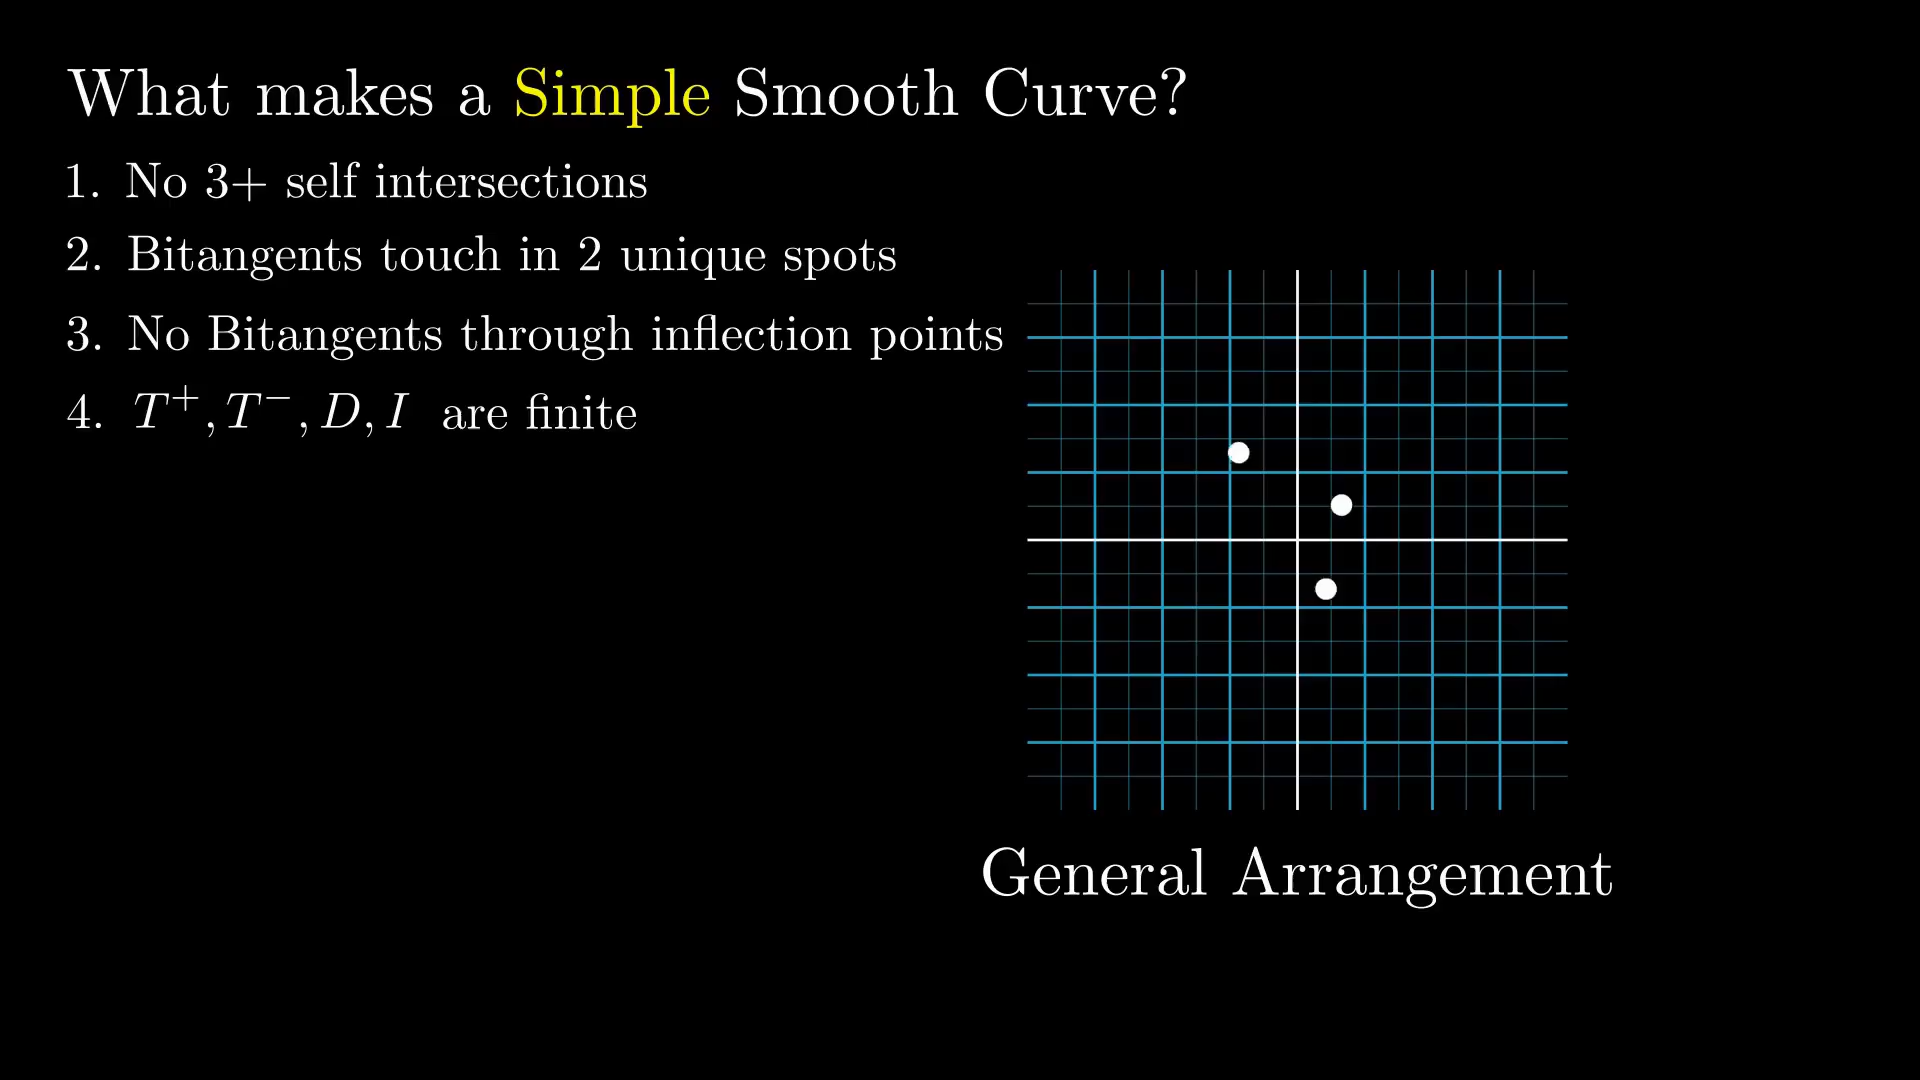 What makes a Simple Smooth Curve?
1. No 3+ self intersections
2. Bitangents touch in 2 unique spots
3. No Bitangents through inflection points
4. T⁺, T⁻, D, I are finite
General Arrangement